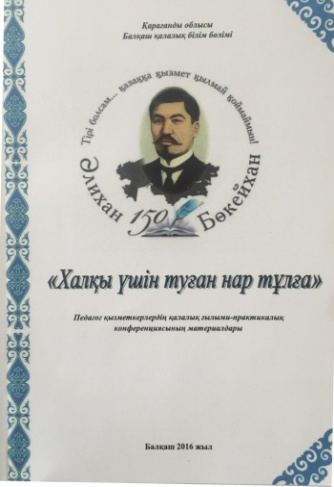 Қарағанды облысы
Балқаш қалалық білім бөлімі
Тірі болсам... қазаққа қызмет қылмай қоймаймын!
Әлихан 150 Бөкейхан
«Халқы үшін туған нар тұлға»
Педагог қызметкерлердің қалалық ғылыми-практикалық
конференциясының материалдары
Балқаш 2016 жыл